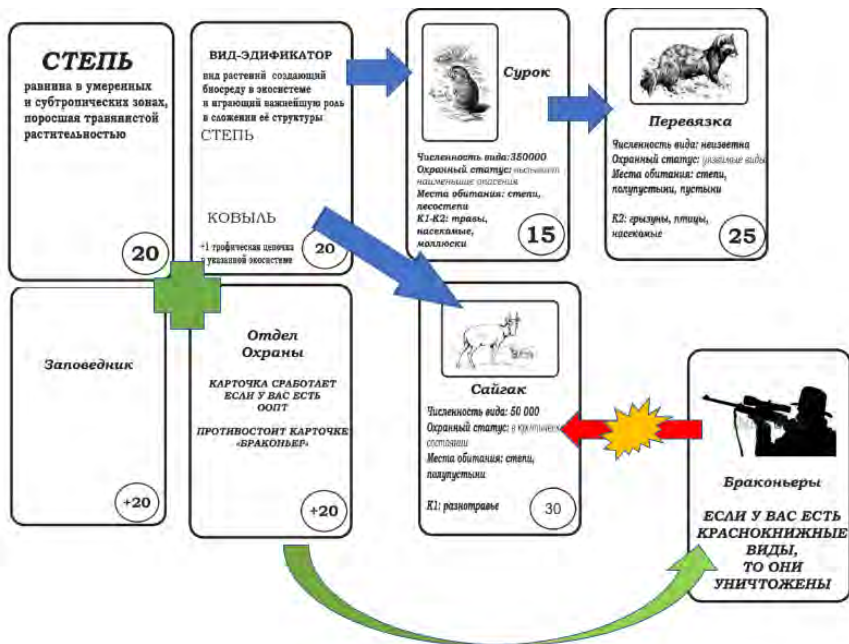 СТЕПЬ
равнина в умеренных
и субтропических зонах,
поросшая травянистой
растительностью
20
ВИД-ЭДИФИКАТОР
вид растений создающий
биосреду в экосистеме
и играющий важнейшую роль
в сложении её структуры
СТЕПЬ
КОВЫЛЬ
+1 трофическая цепочка
в указанной экосистеме
20
Сурок
Численность вида:350000
Охранный статус: вызывают
наименьшие опасения
Места обитания: степи,
лесостепи
К1-К2: травы,
насекомые,
моллюски
15
Перевязка
Численность вида: неизветна
Охранный статус: уязвимые виды
Места обитания: степи,
полупустыни, пустыни
К2: грызуны, птицы,
насекомые
25
Заповедник
+20
Отдел
Охраны
КАРТОЧКА СРАБОТАЕТ
ЕСЛИ У ВАС ЕСТЬ
ООПТ
ПРОТИВОСТОИТ КАРТОЧКЕ
«БРАКОНЬЕР»
+20
Сайгак
Численность вида: 50 000
Охранный статус: в критическом
состоянии
Места обитания: степи,
полупустыни
К1: разнотравье
30
Браконьеры
ЕСЛИ У ВАС ЕСТЬ
КРАСНОКНИЖНЫЕ
ВИДЫ,
ТО ОНИ
УНИЧТОЖЕНЫ